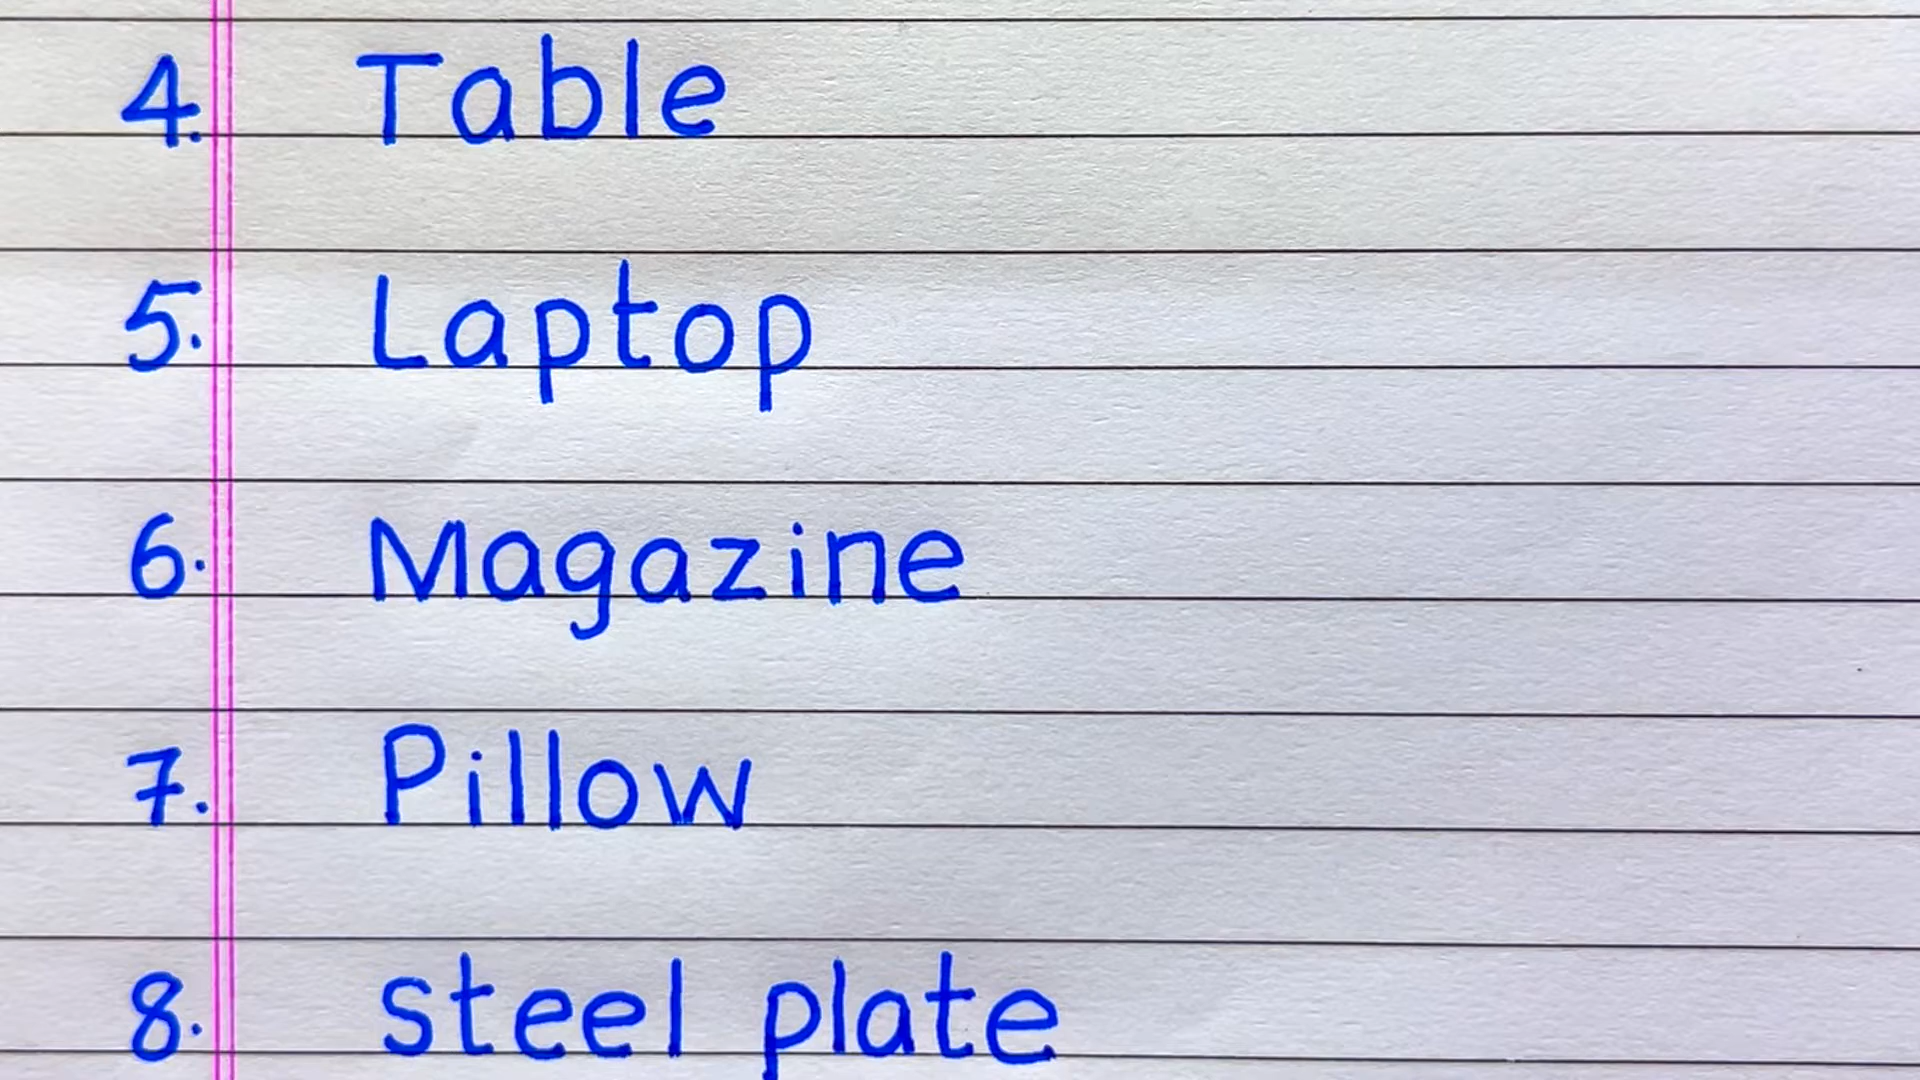 4. Table
5. Laptop
6. Magazine
7. Pillow
8. steel plate